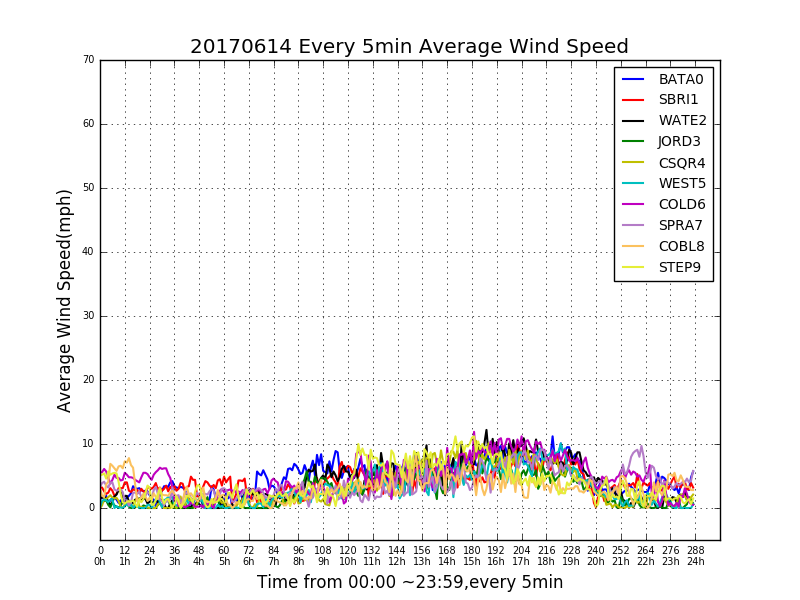 20170614 Every 5min Average Wind Speed
70
60
50
40
30
20
10
0
Average Wind Speed(mph)
BATA0
SBRI1
WATE2
JORD3
CSQR4
WEST5
COLD6
SPRA7
COBL8
STEP9
0 12 24 36 48 60 72 84 96 108 120 132 144 156 168 180 192 204 216 228 240 252 264 276 288
0h 1h 2h 3h 4h 5h 6h 7h 8h 9h 10h 11h 12h 13h 14h 15h 16h 17h 18h 19h 20h 21h 22h 23h 24h
Time from 00:00 ~23:59,every 5min